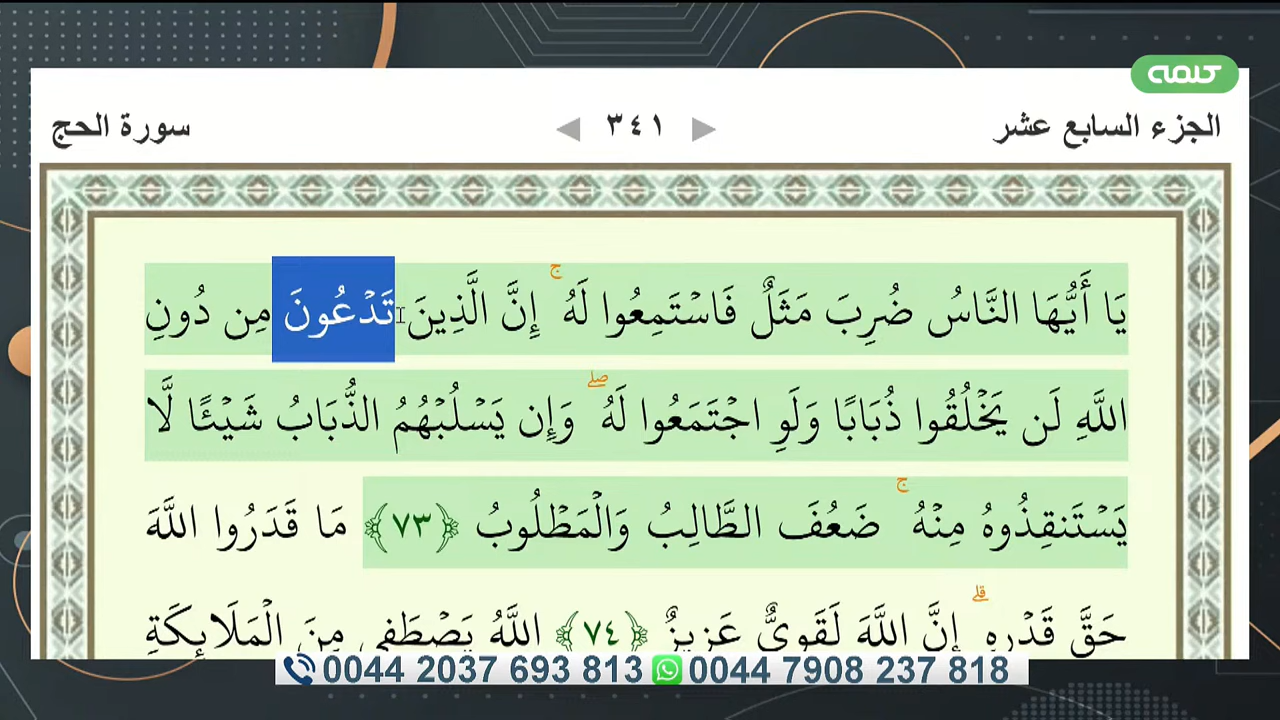 كلمة
الجزء السابع عشر
٣٤١
سورة الحج
يَا أَيُّهَا النَّاسُ ضُرِبَ مَثَلٌ فَاسْتَمِعُوا لَهُ ۚ إِنَّ الَّذِينَ تَدْعُونَ مِن دُونِ
اللَّهِ لَن يَخْلُقُوا ذُبَابًا وَلَوِ اجْتَمَعُوا لَهُ ۖ وَإِن يَسْلُبْهُمُ الذُّبَابُ شَيْئًا لَّا
يَسْتَنقِذُوهُ مِنْهُ ۚ ضَعُفَ الطَّالِبُ وَالْمَطْلُوبُ ﴿٧٣﴾ مَا قَدَرُوا اللَّهَ
حَقَّ قَدْرِهِ ۗ إِنَّ اللَّهَ لَقَوِيٌّ عَزِيزٌ ﴿٧٤﴾ اللَّهُ يَصْطَفِي مِنَ الْمَلَائِكَةِ
0044 2037 693 813 0044 7908 237 818